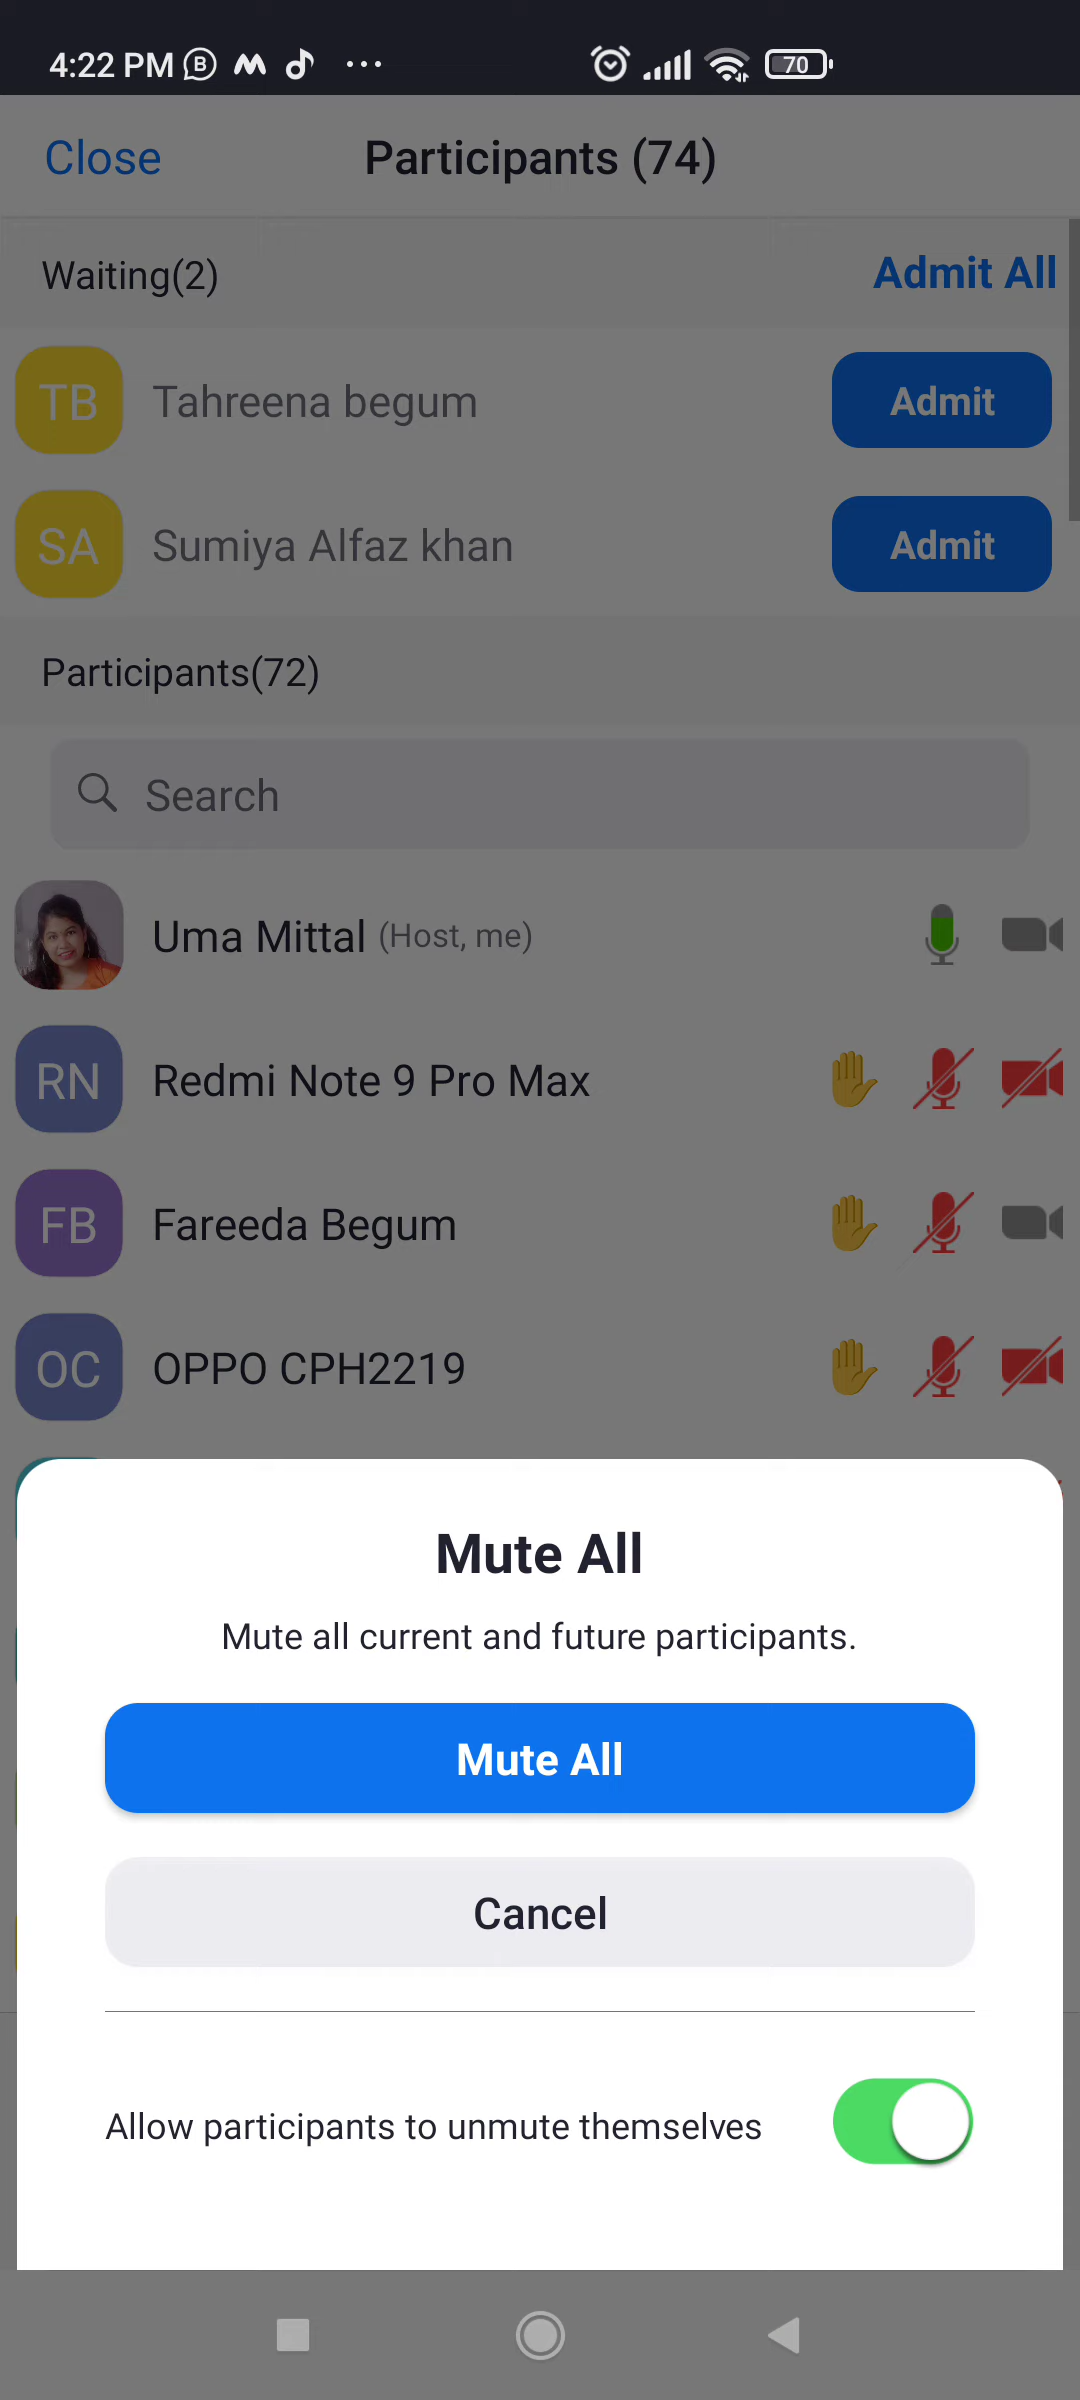 4:22 PM
70
Close
Participants (74)
Waiting(2)
Admit All
TB
Tahreena begum
Admit
SA
Sumiya Alfaz khan
Admit
Participants(72)
Search
Uma Mittal (Host, me)
RN
Redmi Note 9 Pro Max
FB
Fareeda Begum
OC
OPPO CPH2219
Mute All
Mute all current and future participants.
Mute All
Cancel
Allow participants to unmute themselves